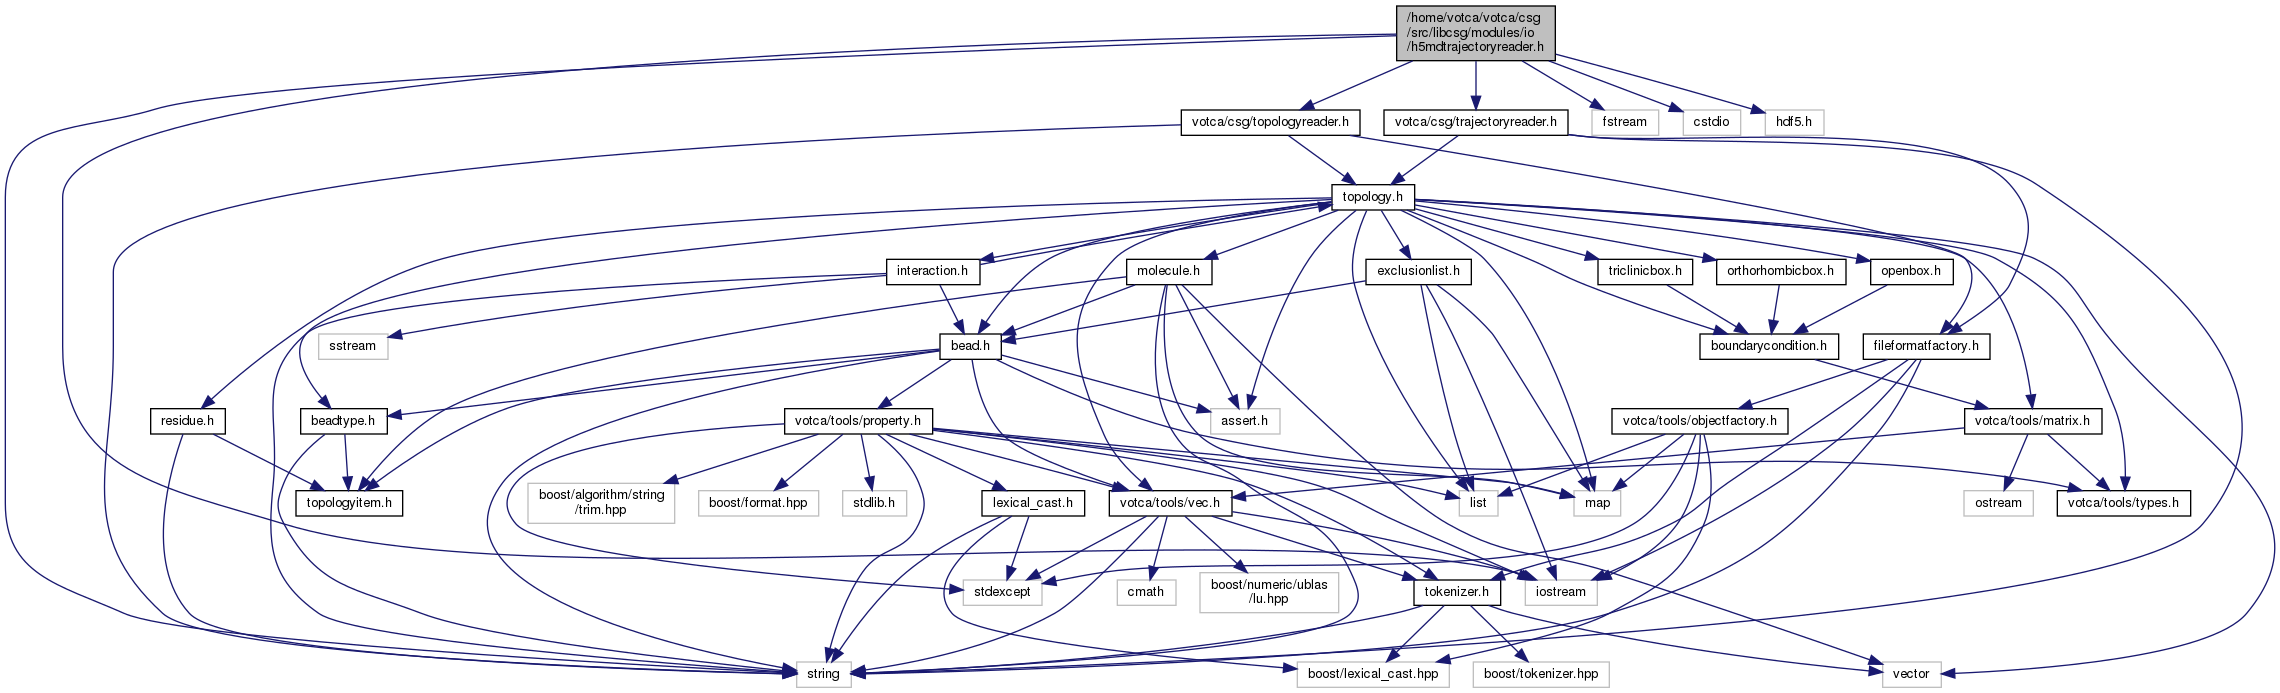 /home/votca/votca/csg
/src/libcsg/modules/io
/h5mdtrajectoryreader.h
votca/csg/topologyreader.h
votca/csg/trajectoryreader.h
fstream
cstdio
hdf5.h
topology.h
interaction.h
molecule.h
exclusionlist.h
triclinicbox.h
orthorhombicbox.h
openbox.h
sstream
bead.h
boundarycondition.h
fileformatfactory.h
residue.h
beadtype.h
votca/tools/property.h
assert.h
votca/tools/objectfactory.h
votca/tools/matrix.h
topologyitem.h
boost/algorithm/string
/trim.hpp
boost/format.hpp
stdlib.h
lexical_cast.h
votca/tools/vec.h
list
map
ostream
votca/tools/types.h
stdexcept
cmath
boost/numeric/ublas
/lu.hpp
tokenizer.h
iostream
string
boost/lexical_cast.hpp
boost/tokenizer.hpp
vector